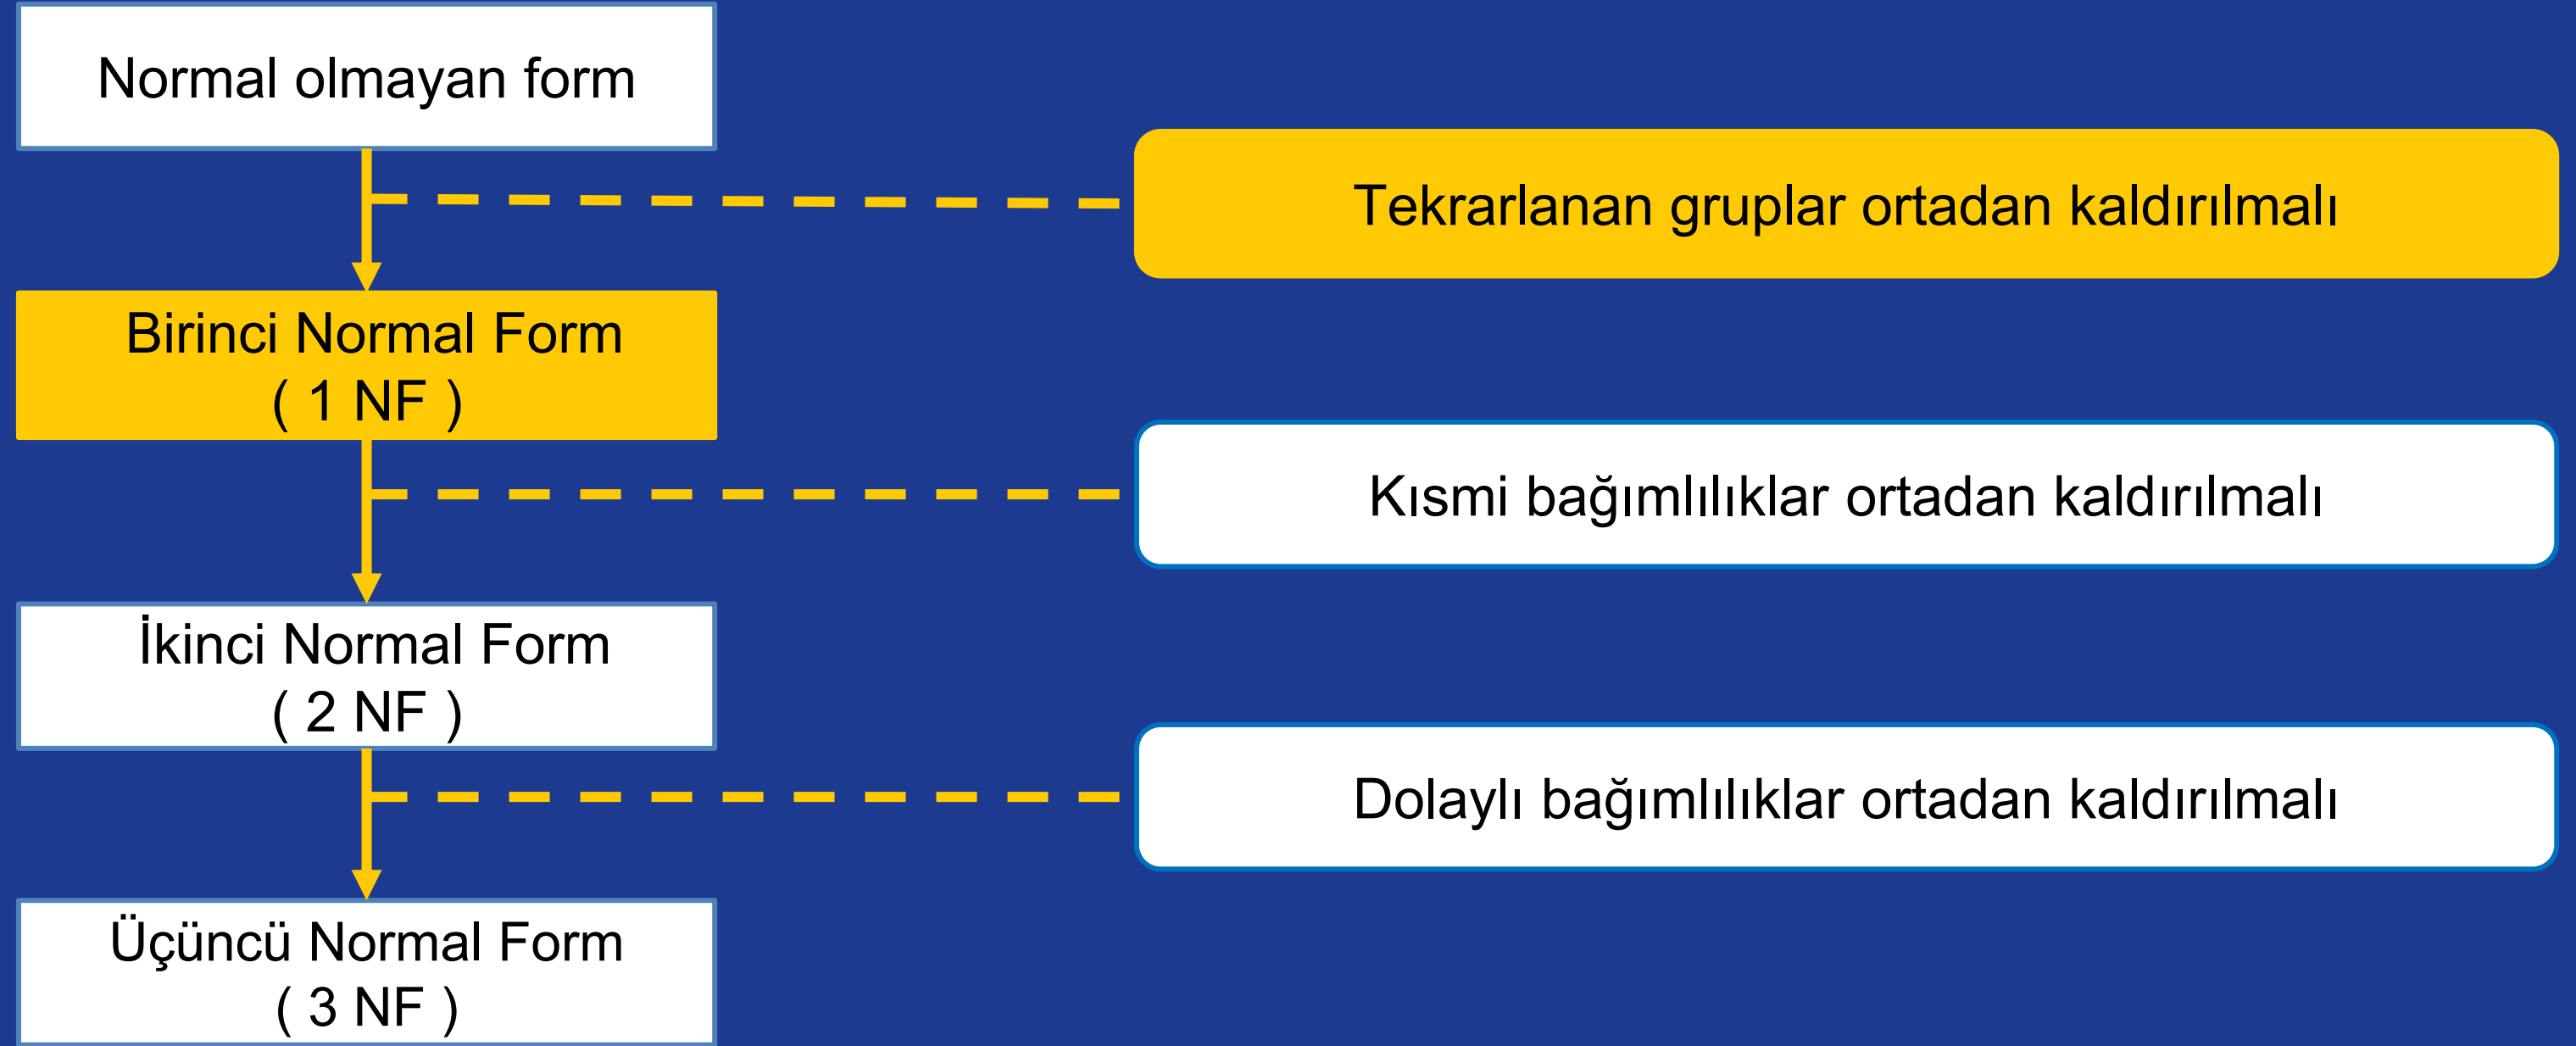 Normal olmayan form
Tekrarlanan gruplar ortadan kaldırılmalı
Birinci Normal Form
( 1 NF )
Kısmi bağımlılıklar ortadan kaldırılmalı
İkinci Normal Form
( 2 NF )
Dolaylı bağımlılıklar ortadan kaldırılmalı
Üçüncü Normal Form
( 3 NF )